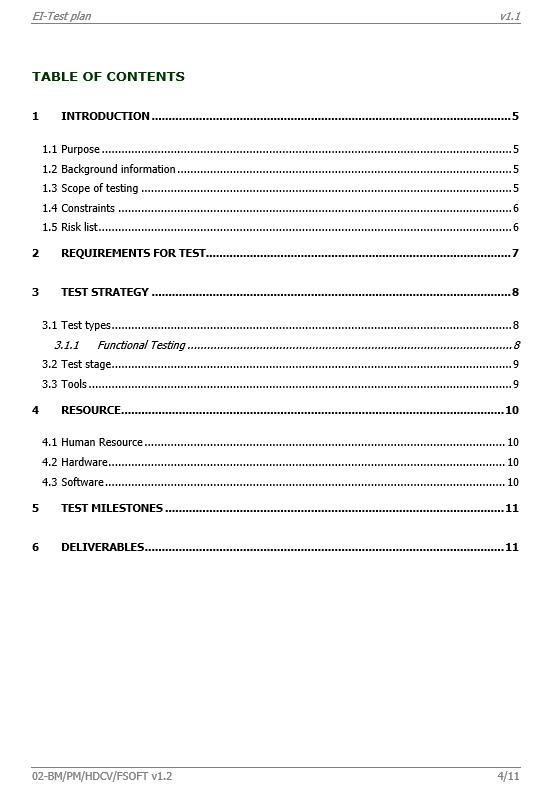 EI-Test plan v1.1
TABLE OF CONTENTS
1 INTRODUCTION 5
1.1 Purpose 5
1.2 Background information 5
1.3 Scope of testing 5
1.4 Constraints 6
1.5 Risk list 6
2 REQUIREMENTS FOR TEST 7
3 TEST STRATEGY 8
3.1 Test types 8
3.1.1 Functional Testing 8
3.2 Test stage 9
3.3 Tools 9
4 RESOURCE 10
4.1 Human Resource 10
4.2 Hardware 10
4.3 Software 10
5 TEST MILESTONES 11
6 DELIVERABLES 11
02-BM/PM/HDCV/FSOFT v1.2 4/11